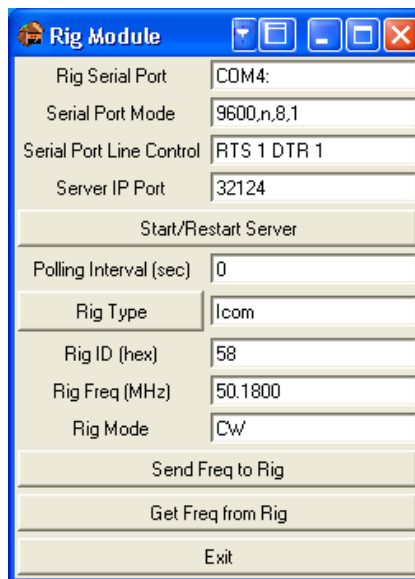 Rig Module
Rig Serial Port COM4:
Serial Port Mode 9600,n,8,1
Serial Port Line Control RTS 1 DTR 1
Server IP Port 32124
Start/Restart Server
Polling Interval (sec) 0
Rig Type Icom
Rig ID (hex) 58
Rig Freq (MHz) 50.1800
Rig Mode CW
Send Freq to Rig
Get Freq from Rig
Exit